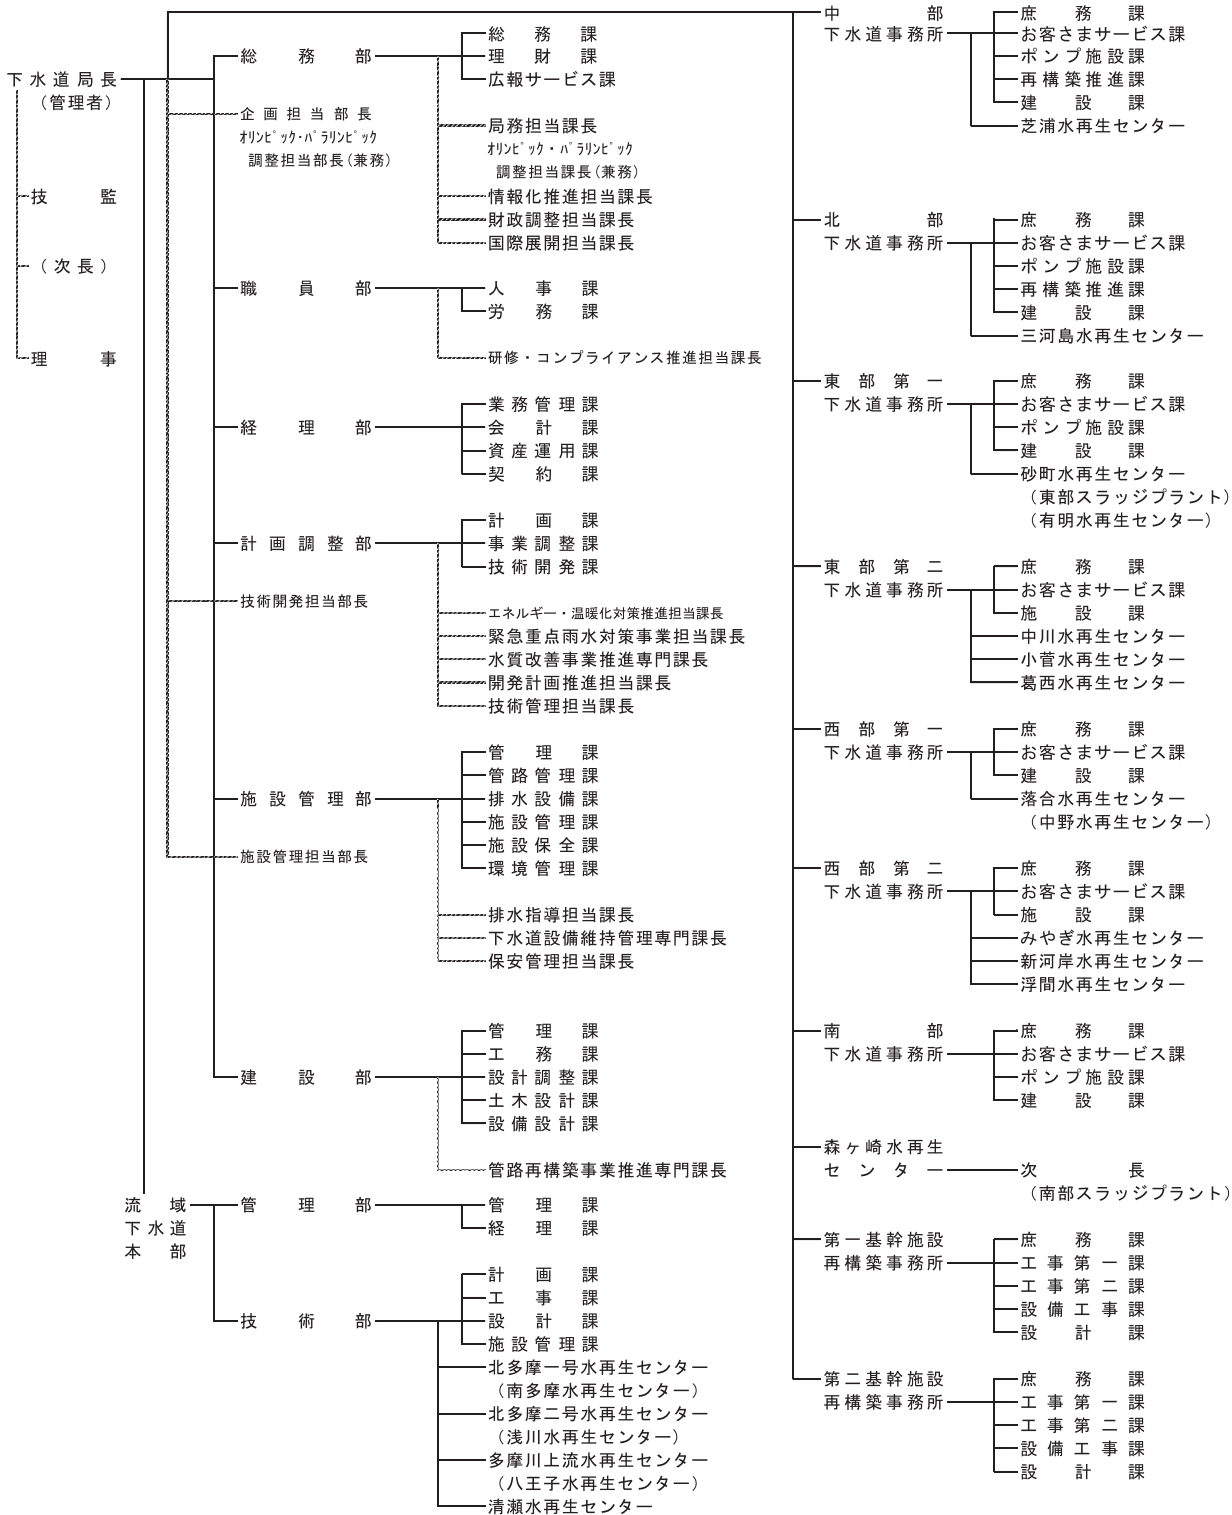 下水道局長
（管理者）
技監
（次長）
理事
総務部
総務課
理財課
広報サービス課
企画担当部長
ｵﾘﾝﾋﾟｯｸ・ﾊﾟﾗﾘﾝﾋﾟｯｸ
調整担当部長（兼務）
局務担当課長
ｵﾘﾝﾋﾟｯｸ・ﾊﾟﾗﾘﾝﾋﾟｯｸ
調整担当課長（兼務）
情報化推進担当課長
財政調整担当課長
国際展開担当課長
職員部
人事課
労務課
研修・コンプライアンス推進担当課長
経理部
業務管理課
会計課
資産運用課
契約課
計画調整部
計画課
事業調整課
技術開発課
技術開発担当部長
エネルギー・温暖化対策推進担当課長
緊急重点雨水対策事業担当課長
水質改善事業推進専門課長
開発計画推進担当課長
技術管理担当課長
施設管理部
管理課
管路管理課
排水設備課
施設管理課
施設保全課
環境管理課
施設管理担当部長
排水指導担当課長
下水道設備維持管理専門課長
保安管理担当課長
建設部
管理課
工務課
設計調整課
土木設計課
設備設計課
管路再構築事業推進専門課長
流域
下水道
本部
管理部
管理課
経理課
技術部
計画課
工事課
設計課
施設管理課
北多摩一号水再生センター
（南多摩水再生センター）
北多摩二号水再生センター
（浅川水再生センター）
多摩川上流水再生センター
（八王子水再生センター）
清瀬水再生センター
中部
下水道事務所
庶務課
お客さまサービス課
ポンプ施設課
再構築推進課
建設課
芝浦水再生センター
北部
下水道事務所
庶務課
お客さまサービス課
ポンプ施設課
再構築推進課
建設課
三河島水再生センター
東部第一
下水道事務所
庶務課
お客さまサービス課
ポンプ施設課
建設課
砂町水再生センター
（東部スラッジプラント）
（有明水再生センター）
東部第二
下水道事務所
庶務課
お客さまサービス課
施設課
中川水再生センター
小菅水再生センター
葛西水再生センター
西部第一
下水道事務所
庶務課
お客さまサービス課
建設課
落合水再生センター
（中野水再生センター）
西部第二
下水道事務所
庶務課
お客さまサービス課
施設課
みやぎ水再生センター
新河岸水再生センター
浮間水再生センター
南部
下水道事務所
庶務課
お客さまサービス課
ポンプ施設課
建設課
森ヶ崎水再生
センター
次長
（南部スラッジプラント）
第一基幹施設
再構築事務所
庶務課
工事第一課
工事第二課
設備工事課
設計課
第二基幹施設
再構築事務所
庶務課
工事第一課
工事第二課
設備工事課
設計課